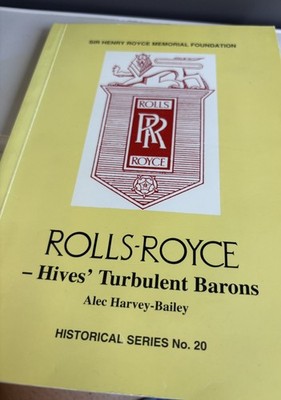 SIR HENRY ROYCE MEMORIAL FOUNDATION
ROLLS
RR
ROYCE
ROLLS-ROYCE
– Hives' Turbulent Barons
Alec Harvey-Bailey
HISTORICAL SERIES No. 20